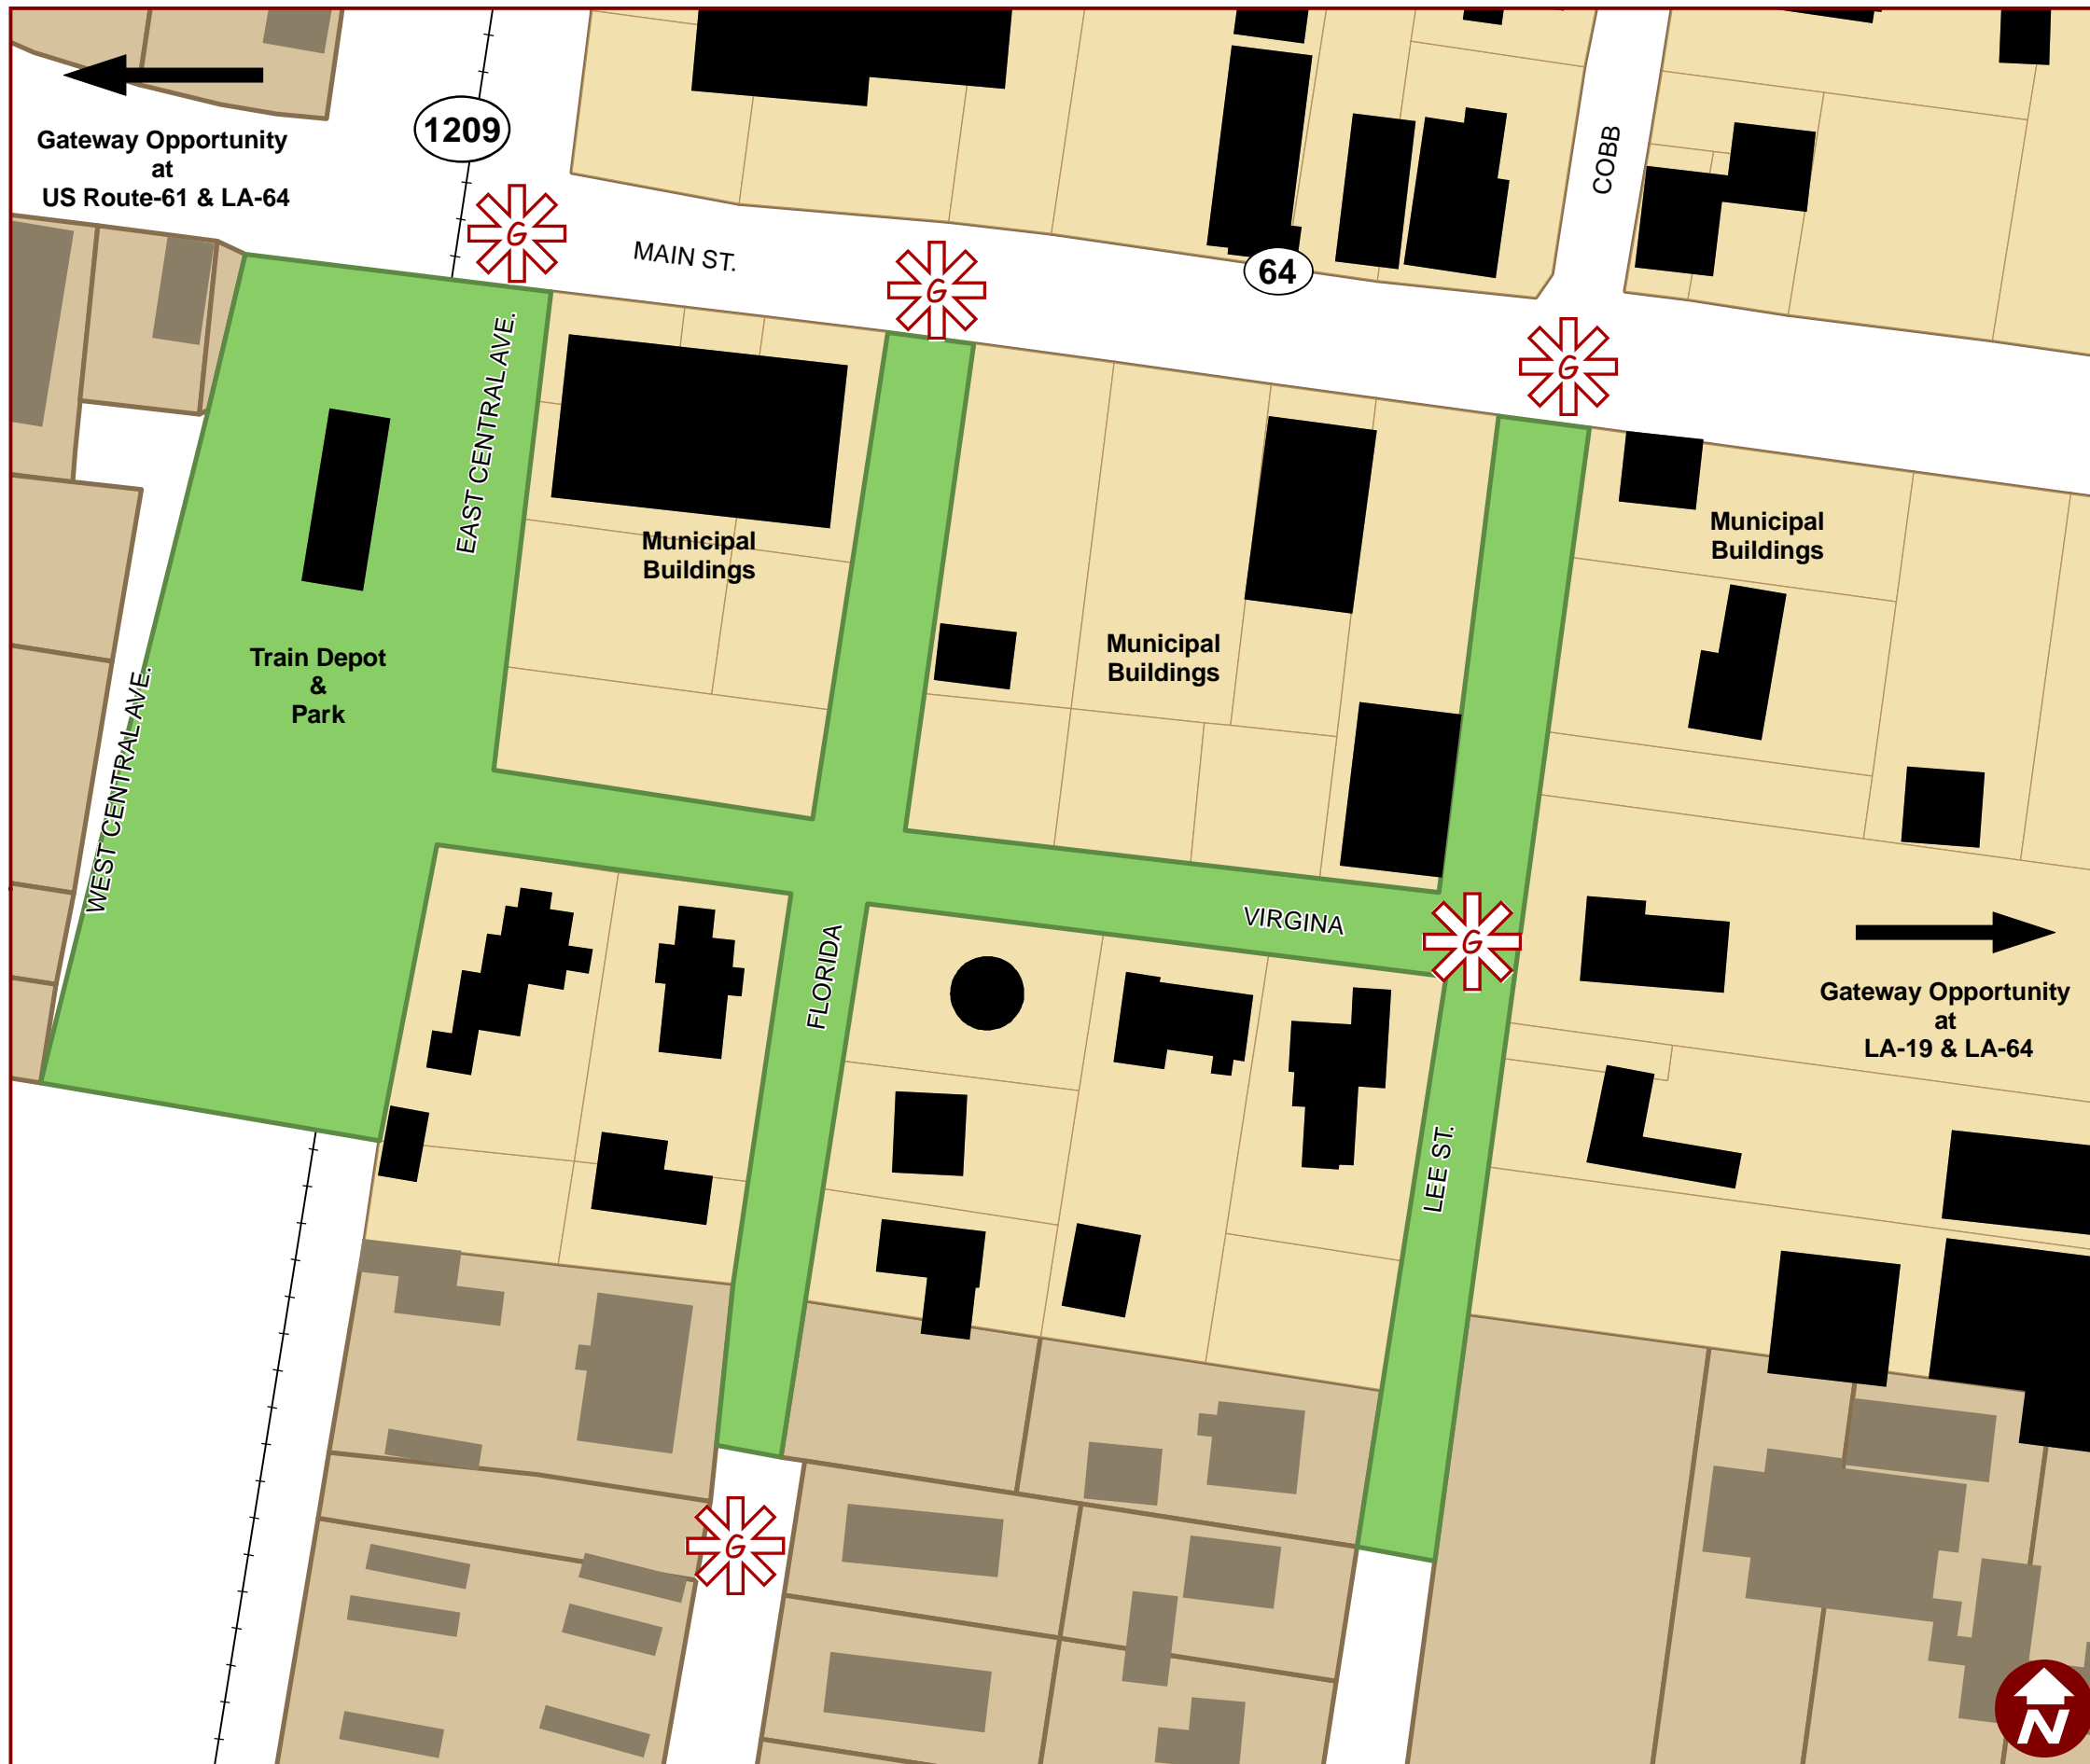 Gateway Opportunity
at
US Route-61 & LA-64
1209
COBB
G
MAIN ST.
G
64
G
EAST CENTRAL AVE.
Municipal
Buildings
Municipal
Buildings
Municipal
Buildings
Train Depot
&
Park
WEST CENTRAL AVE.
VIRGINA
G
FLORIDA
Gateway Opportunity
at
LA-19 & LA-64
LEE ST.
G
N